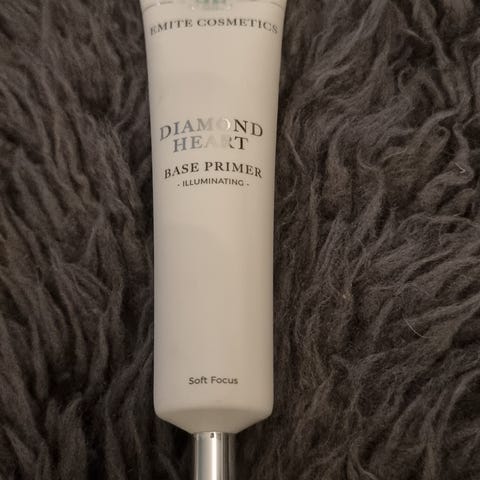 EMITE COSMETICS
DIAMOND
HEART
BASE PRIMER
- ILLUMINATING -
Soft Focus